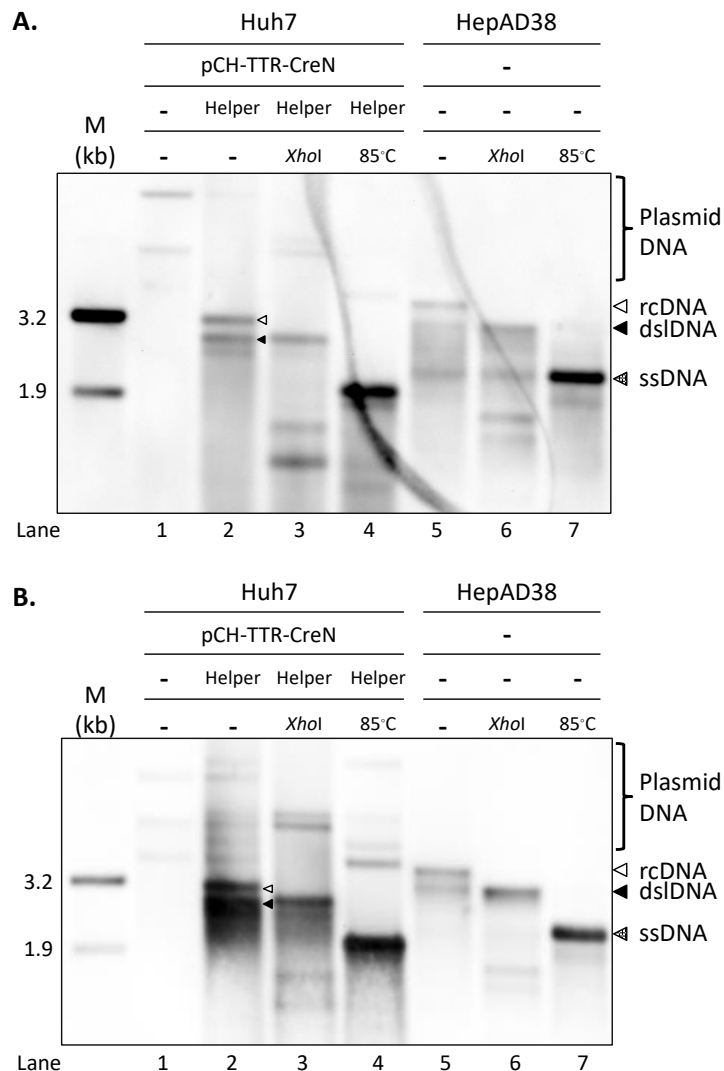 A.
Huh7 HepAD38
pCH-TTR-CreN -
M - Helper Helper Helper - - -
(kb) - - XhoI 85°C - XhoI 85°C
Plasmid
DNA
rcDNA
3.2
dslDNA
ssDNA
1.9
Lane 1 2 3 4 5 6 7
B.
Huh7 HepAD38
pCH-TTR-CreN -
M - Helper Helper Helper - - -
(kb) - - XhoI 85°C - XhoI 85°C
Plasmid
DNA
rcDNA
3.2
dslDNA
ssDNA
1.9
Lane 1 2 3 4 5 6 7